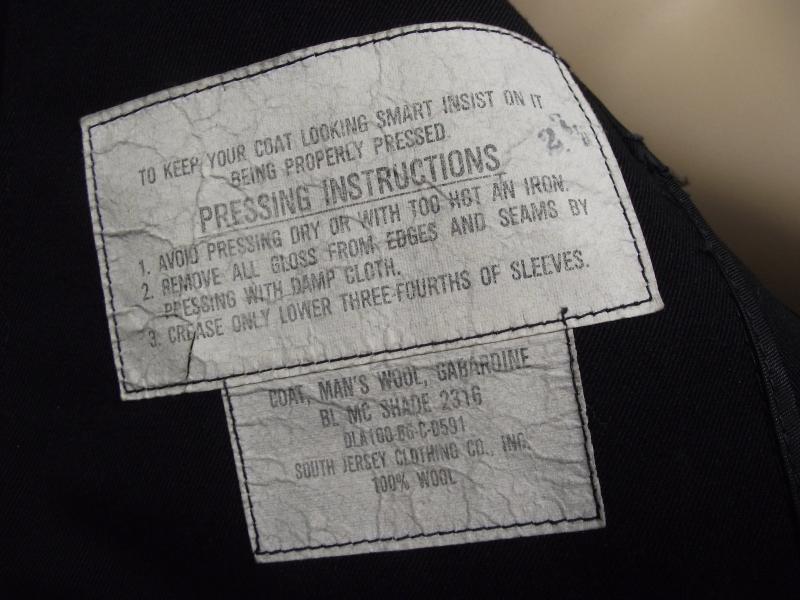 TO KEEP YOUR COAT LOOKING SMART INSIST ON IT
BEING PROPERLY PRESSED.
PRESSING INSTRUCTIONS
1. AVOID PRESSING DRY OR WITH TOO HOT AN IRON.
2. REMOVE ALL GLOSS FROM EDGES AND SEAMS BY
PRESSING WITH DAMP CLOTH.
3. CREASE ONLY LOWER THREE-FOURTHS OF SLEEVES.
COAT, MAN'S WOOL, GABARDINE
BL MC SHADE 2316
DLA100-86-C-0591
SOUTH JERSEY CLOTHING CO., INC.
100% WOOL